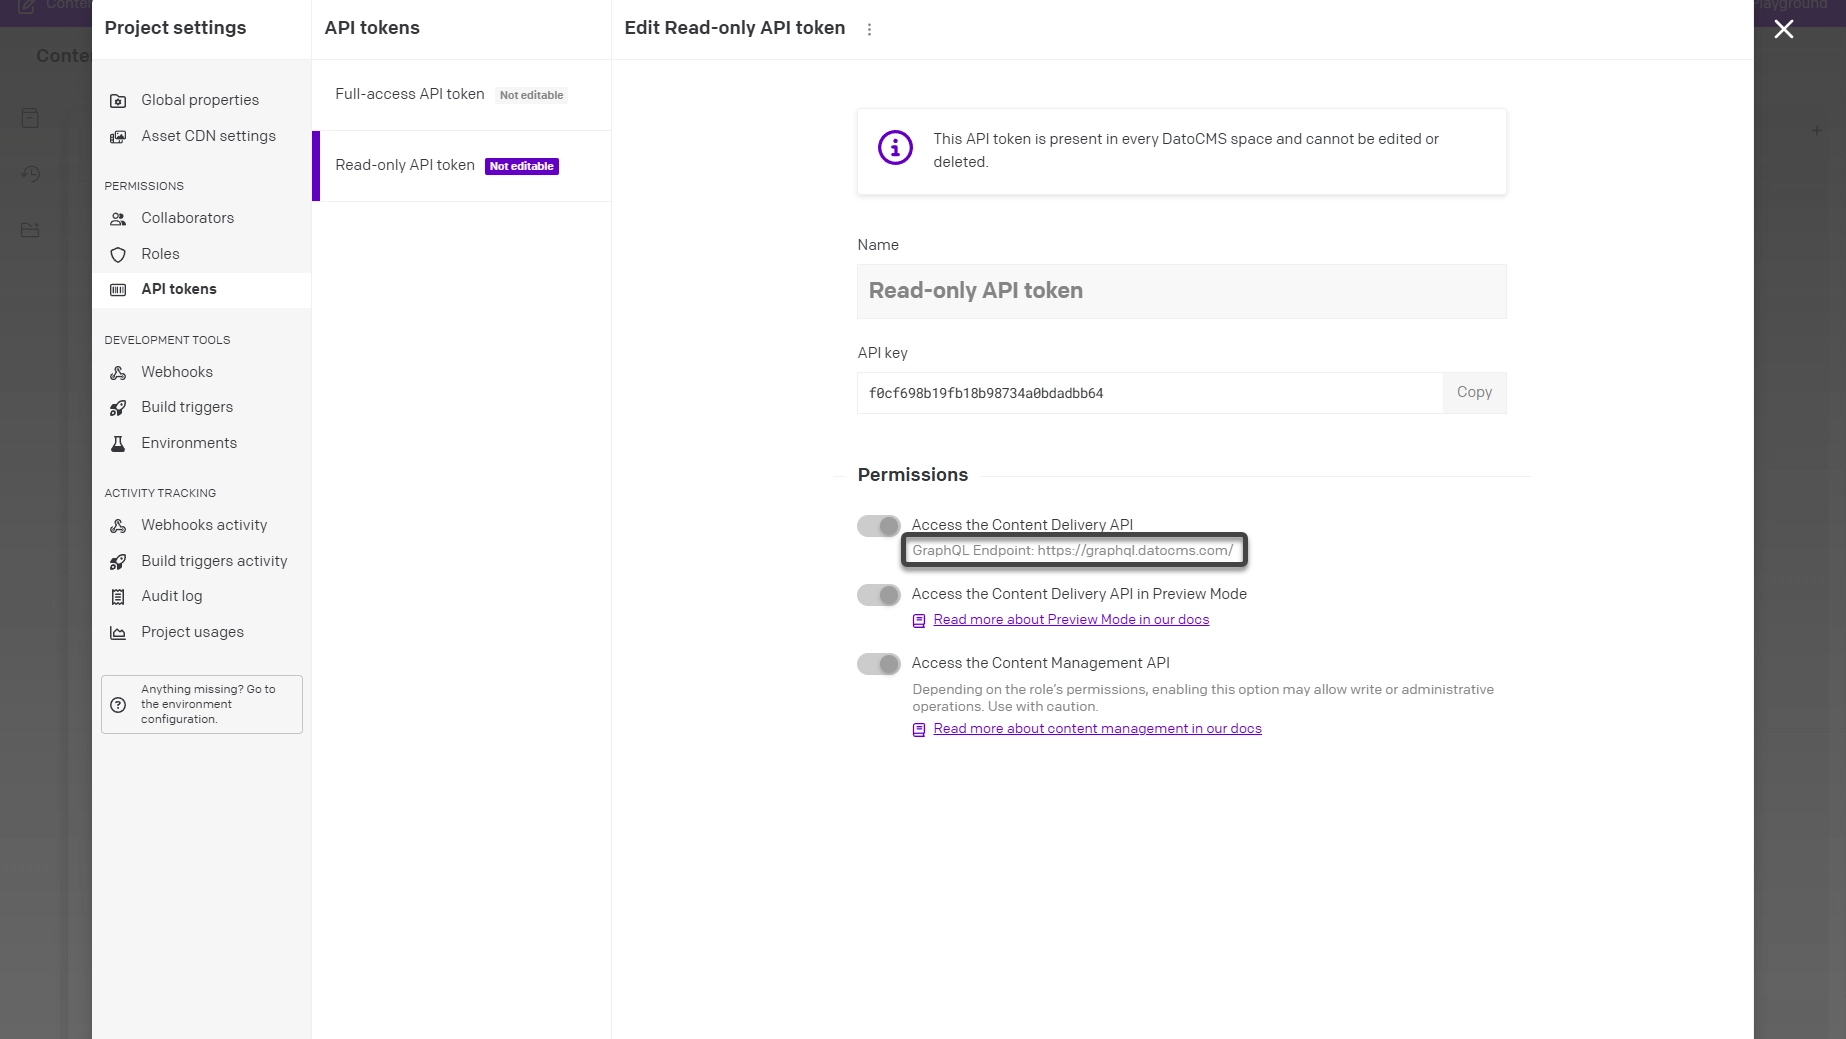 Project settings
Global properties
Asset CDN settings
PERMISSIONS
Collaborators
Roles
API tokens
DEVELOPMENT TOOLS
Webhooks
Build triggers
Environments
ACTIVITY TRACKING
Webhooks activity
Build triggers activity
Audit log
Project usages
Anything missing? Go to
the environment
configuration.
API tokens
Full-access API token Not editable
Read-only API token Not editable
Edit Read-only API token
This API token is present in every DatoCMS space and cannot be edited or
deleted.
Name
Read-only API token
API key
f0cf698b19fb18b98734a0bdadbb64 Copy
Permissions
Access the Content Delivery API
GraphQL Endpoint: https://graphql.datocms.com/
Access the Content Delivery API in Preview Mode
Read more about Preview Mode in our docs
Access the Content Management API
Depending on the role's permissions, enabling this option may allow write or administrative
operations. Use with caution.
Read more about content management in our docs